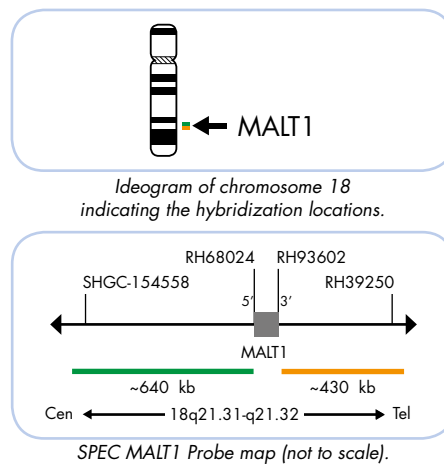 MALT1
Ideogram of chromosome 18
indicating the hybridization locations.
RH68024 RH93602
SHGC-154558 RH39250
5' 3'
MALT1
~640 kb ~430 kb
Cen 18q21.31-q21.32 Tel
SPEC MALT1 Probe map (not to scale).